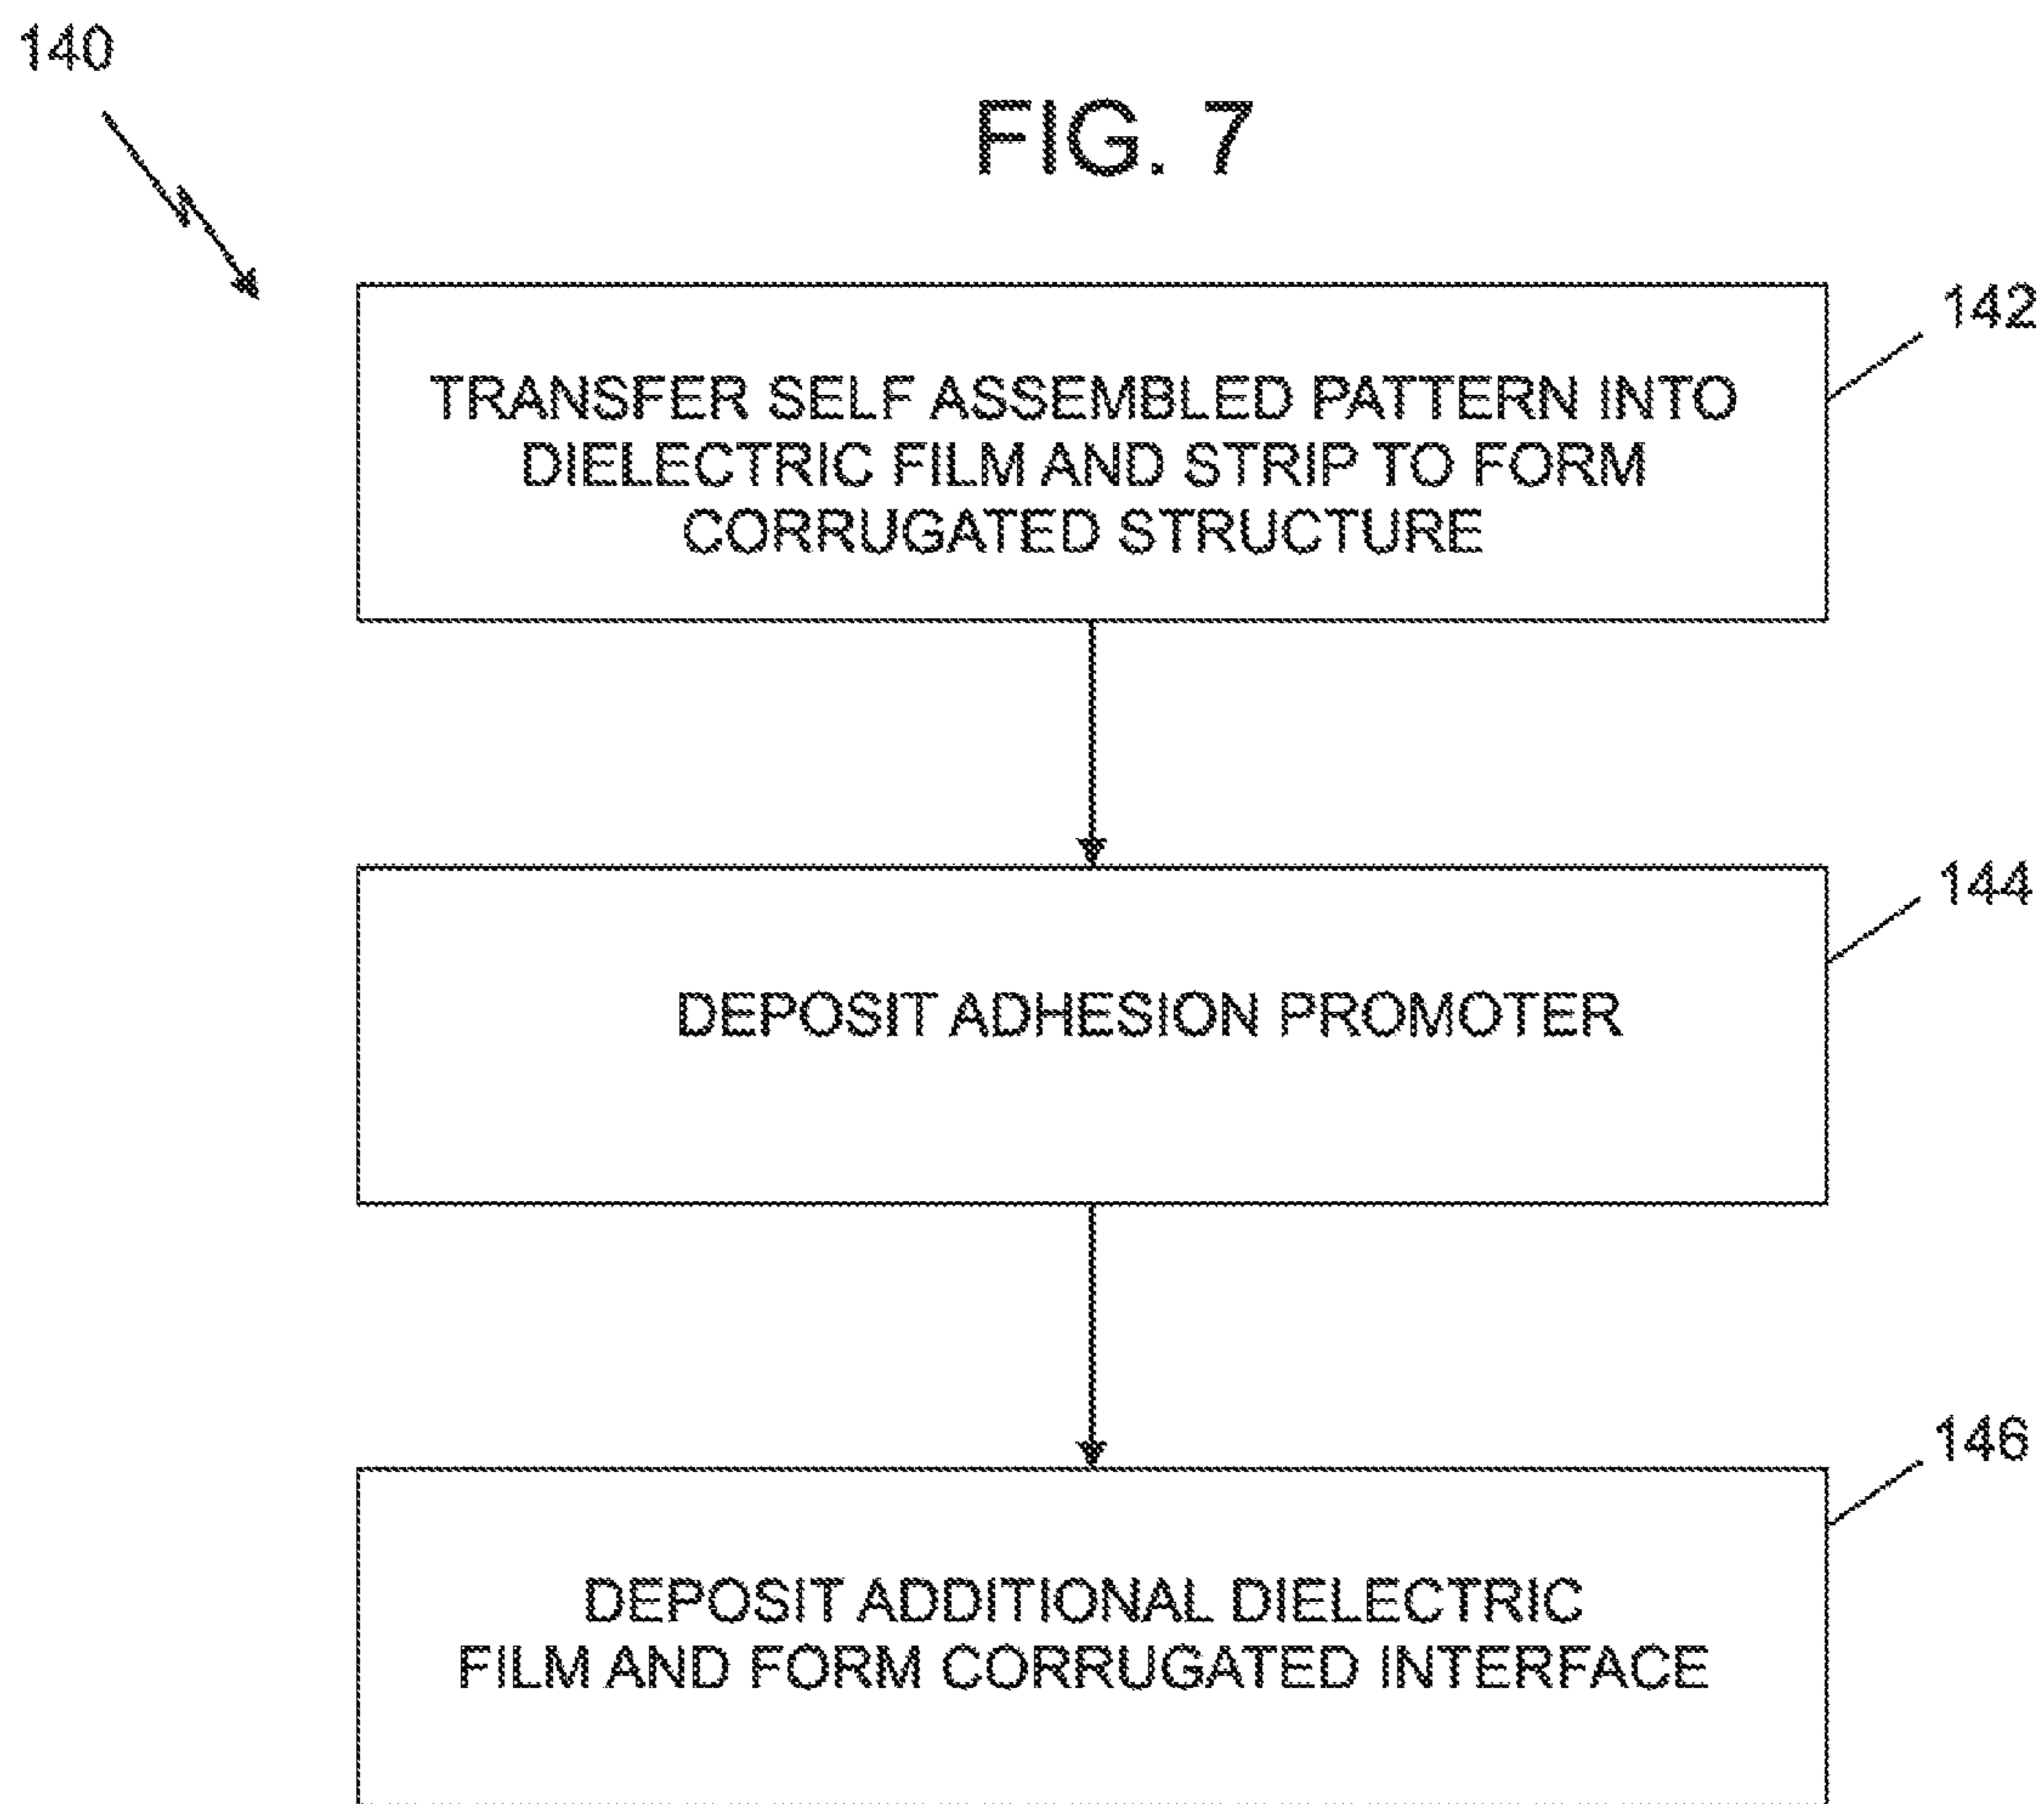 140
FIG. 7
142
TRANSFER SELF ASSEMBLED PATTERN INTO
DIELECTRIC FILM AND STRIP TO FORM
CORRUGATED STRUCTURE
144
DEPOSIT ADHESION PROMOTER
146
DEPOSIT ADDITIONAL DIELECTRIC
FILM AND FORM CORRUGATED INTERFACE